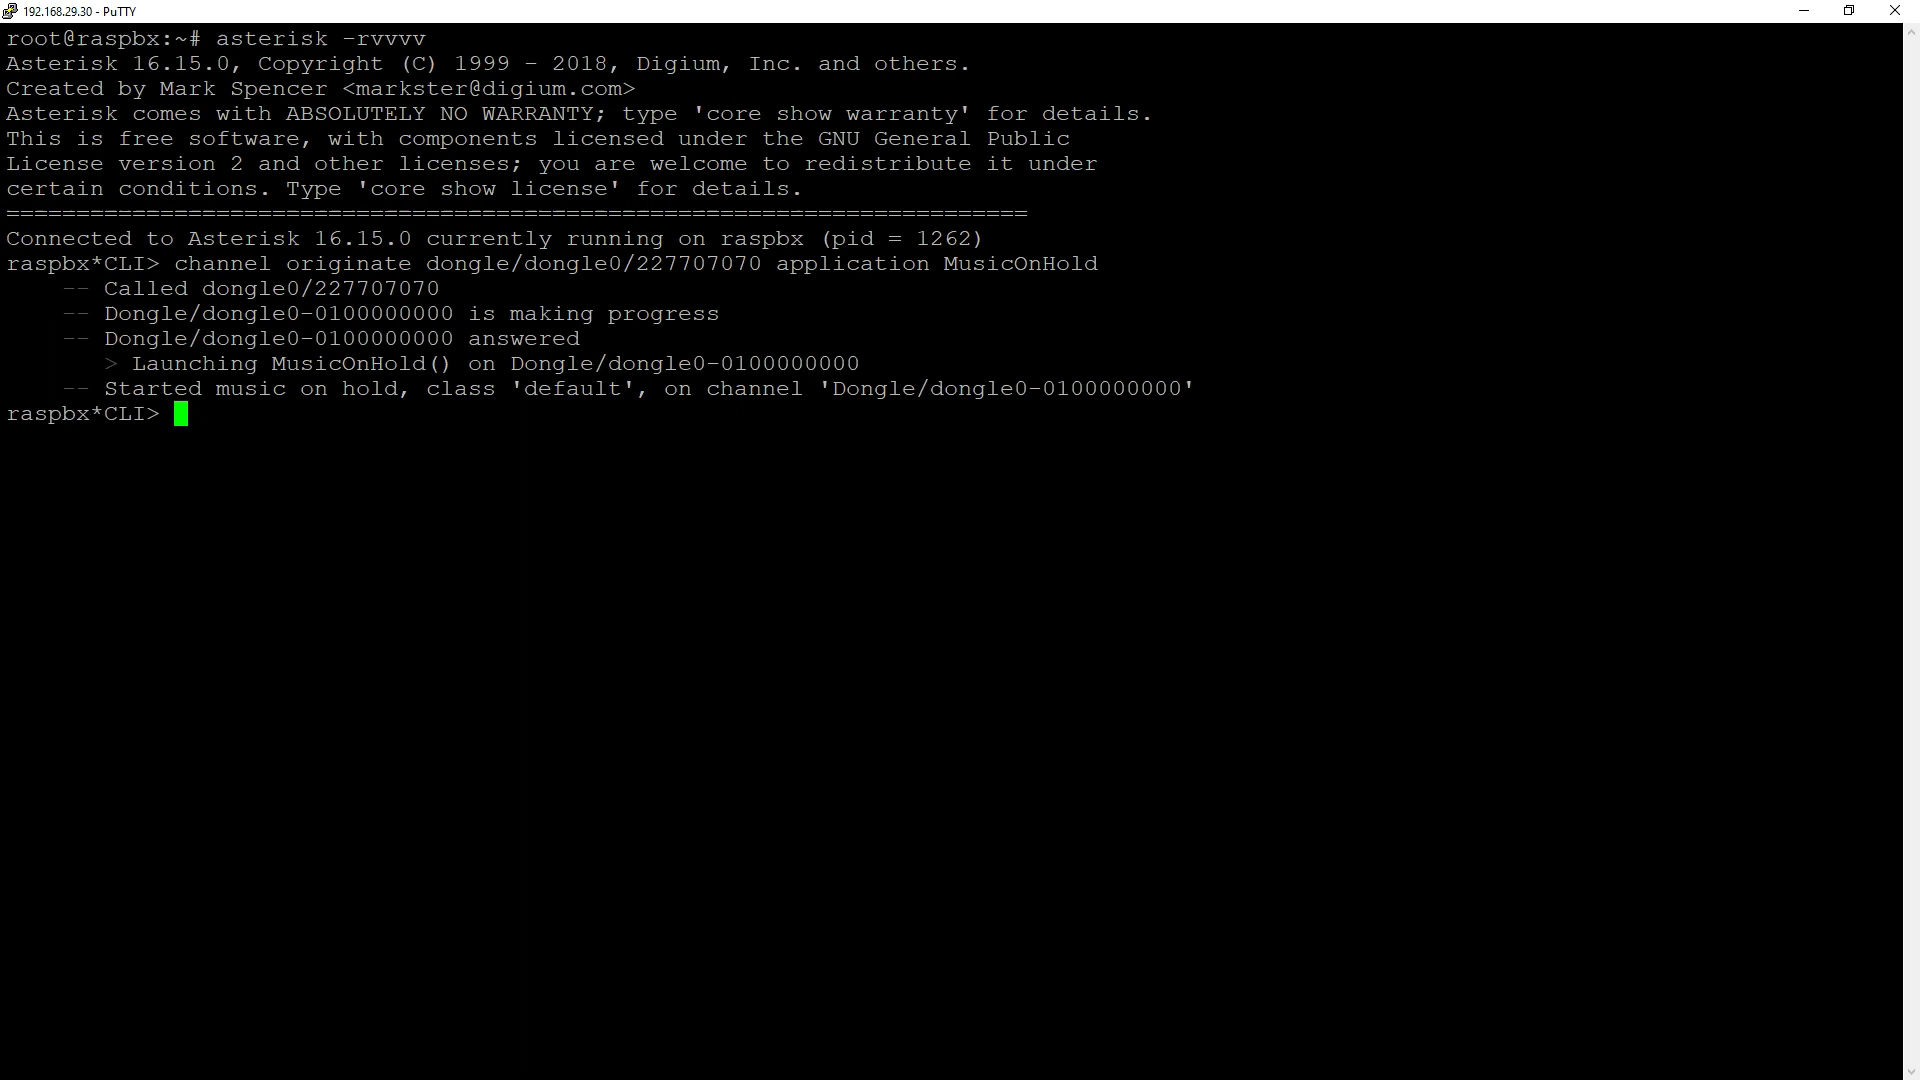 192.168.29.30 - PuTTY
root@raspbx:~# asterisk -rvvvv
Asterisk 16.15.0, Copyright (C) 1999 - 2018, Digium, Inc. and others.
Created by Mark Spencer <markster@digium.com>
Asterisk comes with ABSOLUTELY NO WARRANTY; type 'core show warranty' for details.
This is free software, with components licensed under the GNU General Public
License version 2 and other licenses; you are welcome to redistribute it under
certain conditions. Type 'core show license' for details.
=========================================================================
Connected to Asterisk 16.15.0 currently running on raspbx (pid = 1262)
raspbx*CLI> channel originate dongle/dongle0/227707070 application MusicOnHold
    -- Called dongle0/227707070
    -- Dongle/dongle0-0100000000 is making progress
    -- Dongle/dongle0-0100000000 answered
       > Launching MusicOnHold() on Dongle/dongle0-0100000000
    -- Started music on hold, class 'default', on channel 'Dongle/dongle0-0100000000'
raspbx*CLI>